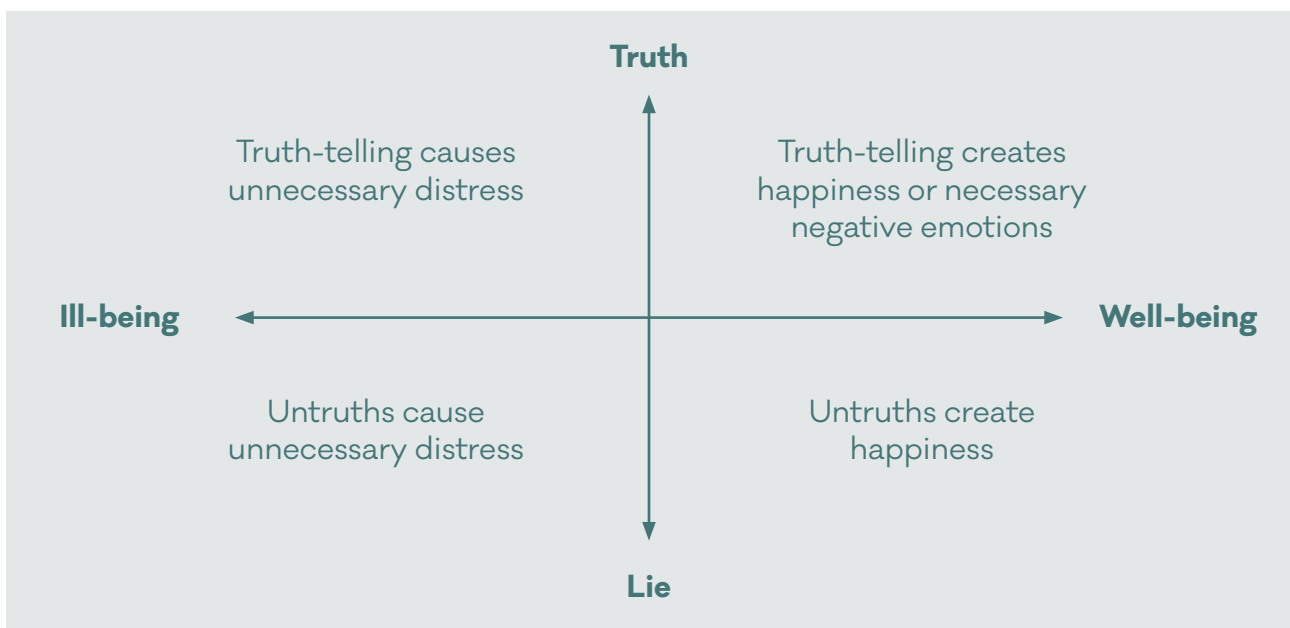 Truth
Truth-telling causes
unnecessary distress
Truth-telling creates
happiness or necessary
negative emotions
Ill-being
Well-being
Untruths cause
unnecessary distress
Untruths create
happiness
Lie